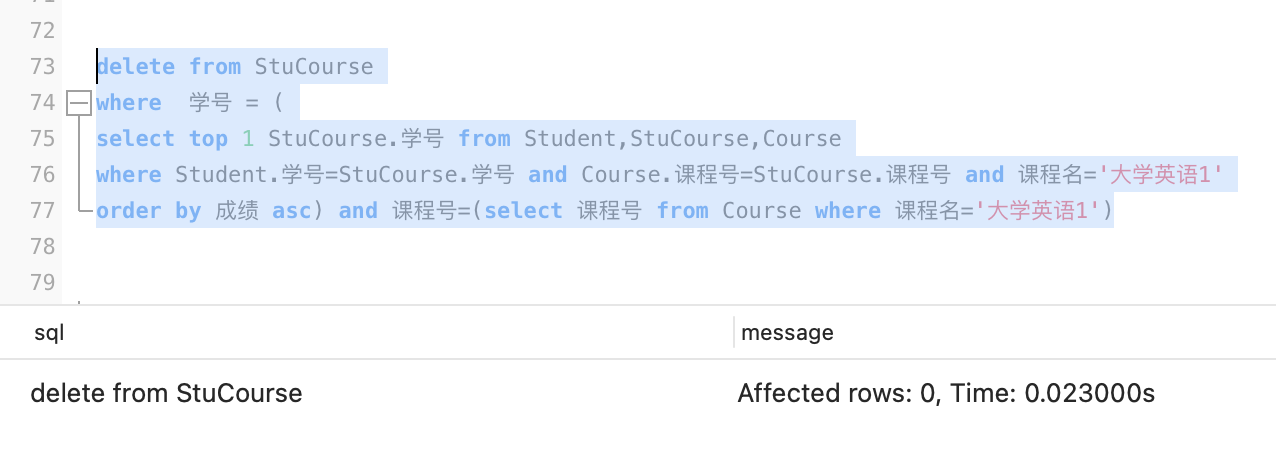 72
73 delete from StuCourse
74 where  学号 = (
75 select top 1 StuCourse.学号 from Student,StuCourse,Course
76 where Student.学号=StuCourse.学号 and Course.课程号=StuCourse.课程号 and 课程名='大学英语1'
77 order by 成绩 asc) and 课程号=(select 课程号 from Course where 课程名='大学英语1')
78
79
sql message
delete from StuCourse Affected rows: 0, Time: 0.023000s